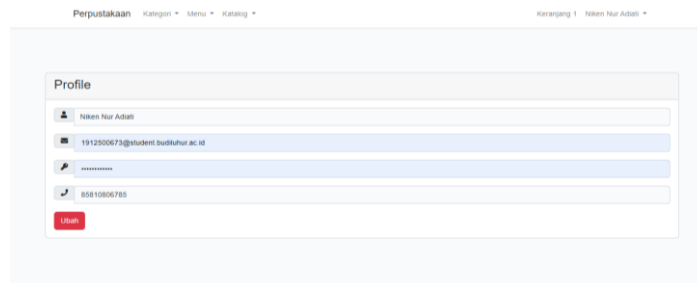 Perpustakaan Kategori Menu Katalog Keranjang 1 Niken Nur Adiati
Profile
Niken Nur Adiati
1912500673@student.budiluhur.ac.id
••••••••••••
85810806785
Ubah